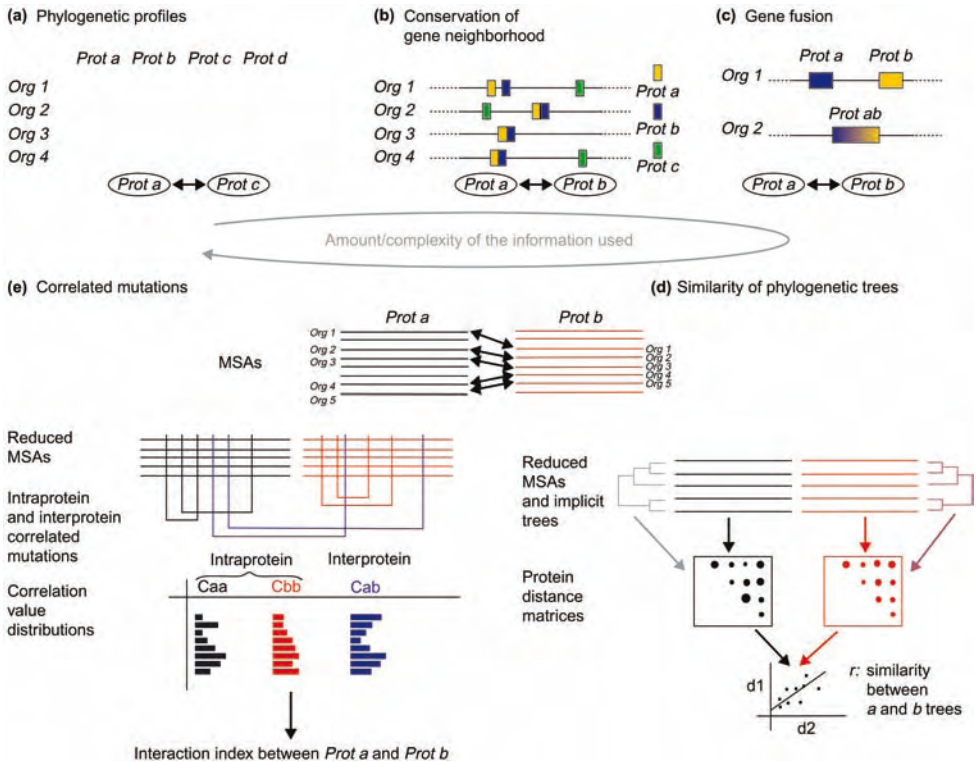 (a) Phylogenetic profiles
Prot a Prot b Prot c Prot d
Org 1
Org 2
Org 3
Org 4
Prot a Prot c
(b) Conservation of
gene neighborhood
Org 1
Org 2
Org 3
Org 4
Prot a
Prot b
Prot c
Prot a Prot b
(c) Gene fusion
Prot a Prot b
Org 1
Prot ab
Org 2
Prot a Prot b
Amount/complexity of the information used
(e) Correlated mutations
Prot a Prot b
MSAs
Org 1
Org 2
Org 3
Org 4
Org 5
Org 1
Org 2
Org 3
Org 4
Org 5
Reduced
MSAs
Intraprotein
and interprotein
correlated
mutations
Intraprotein Interprotein
Caa Cbb Cab
Correlation
value
distributions
Interaction index between Prot a and Prot b
(d) Similarity of phylogenetic trees
Reduced
MSAs
and implicit
trees
Protein
distance
matrices
d1
d2
r: similarity
between
a and b trees